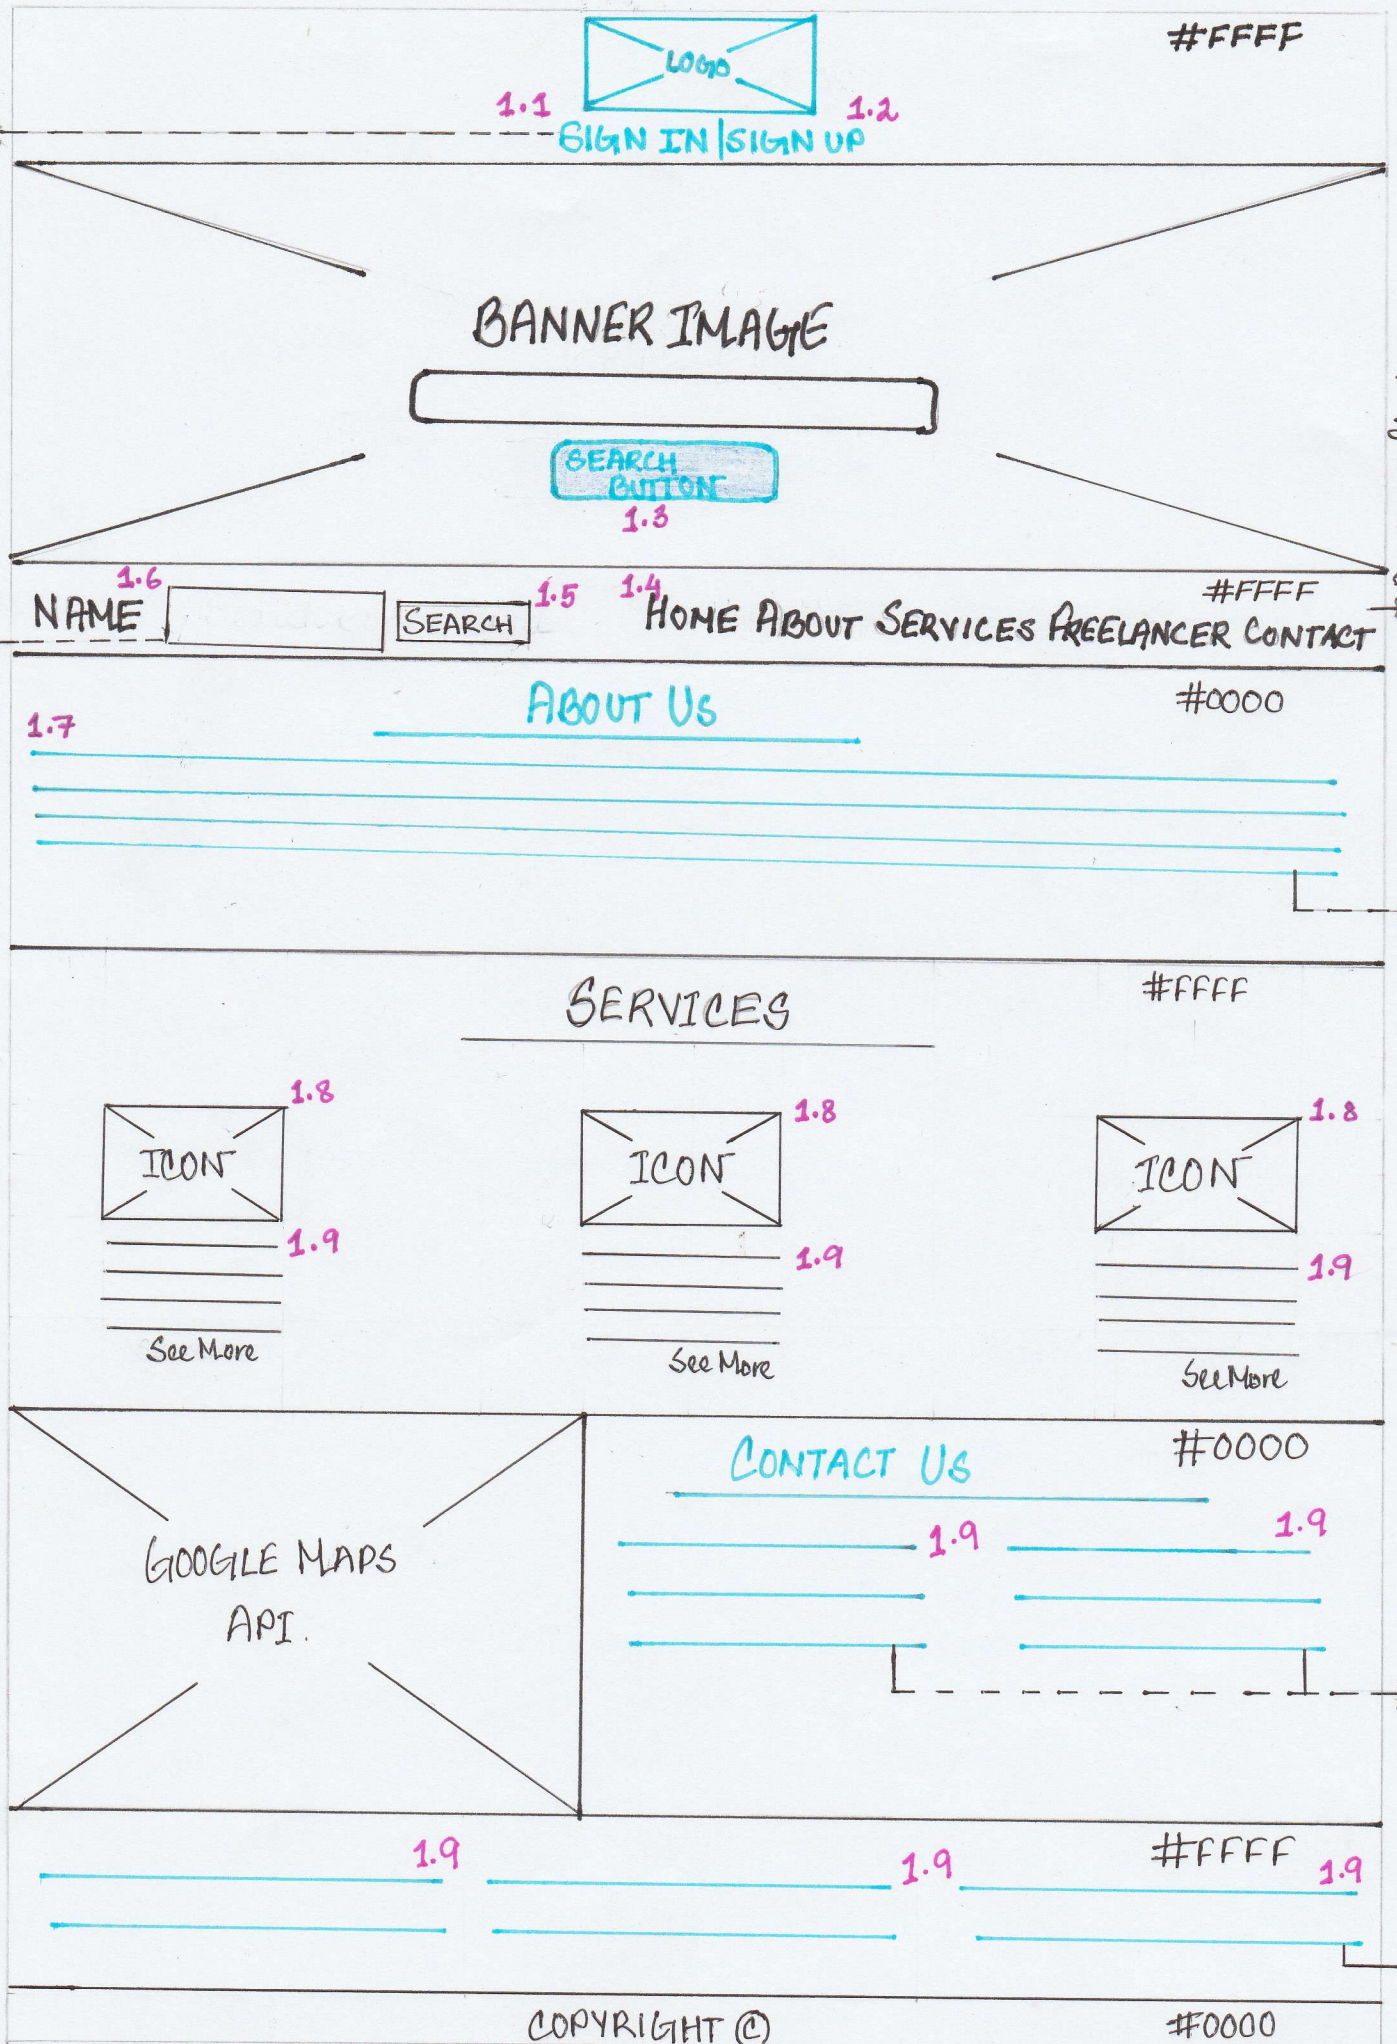 #FFFF
LOGO
1.1
1.2
SIGN IN|SIGN UP
BANNER IMAGE
SEARCH
BUTTON
1.3
1.6
1.5
1.4
#FFFF
NAME
SEARCH
HOME ABOUT SERVICES FREELANCER CONTACT
ABOUT US
#0000
1.7
SERVICES
#FFFF
1.8
1.8
1.8
ICON
ICON
ICON
1.9
1.9
1.9
See More
See More
See More
CONTACT US
#0000
1.9
1.9
GOOGLE MAPS
API.
1.9
1.9
#FFFF
1.9
COPYRIGHT ©
#0000